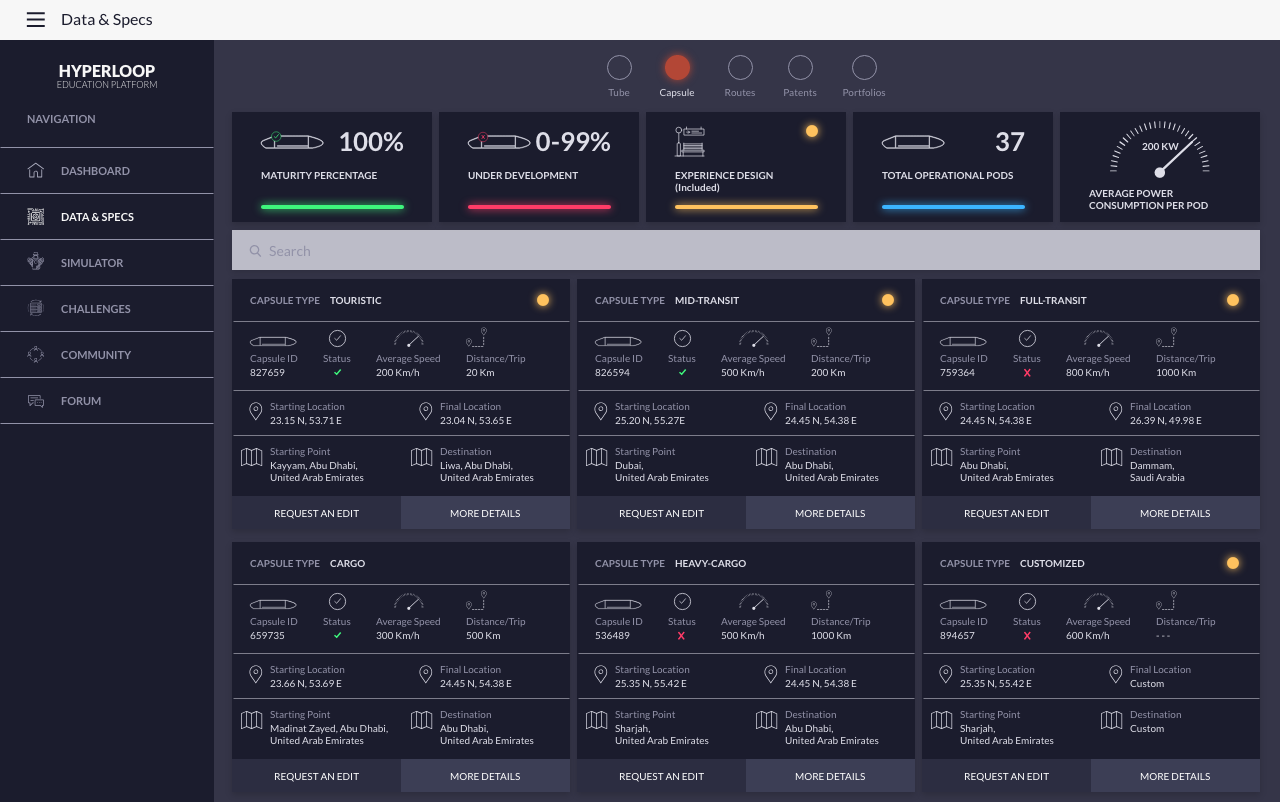 Data & Specs
HYPERLOOP
EDUCATION PLATFORM
NAVIGATION
DASHBOARD
DATA & SPECS
SIMULATOR
CHALLENGES
COMMUNITY
FORUM
Tube Capsule Routes Patents Portfolios
100%
MATURITY PERCENTAGE
0-99%
UNDER DEVELOPMENT
EXPERIENCE DESIGN
(Included)
37
TOTAL OPERATIONAL PODS
200 KW
AVERAGE POWER
CONSUMPTION PER POD
Search
CAPSULE TYPE TOURISTIC
Capsule ID Status Average Speed Distance/Trip
827659 200 Km/h 20 Km
Starting Location Final Location
23.15 N, 53.71 E 23.04 N, 53.65 E
Starting Point Destination
Kayyam, Abu Dhabi, Liwa, Abu Dhabi,
United Arab Emirates United Arab Emirates
REQUEST AN EDIT MORE DETAILS
CAPSULE TYPE MID-TRANSIT
Capsule ID Status Average Speed Distance/Trip
826594 500 Km/h 200 Km
Starting Location Final Location
25.20 N, 55.27E 24.45 N, 54.38 E
Starting Point Destination
Dubai, Abu Dhabi,
United Arab Emirates United Arab Emirates
REQUEST AN EDIT MORE DETAILS
CAPSULE TYPE FULL-TRANSIT
Capsule ID Status Average Speed Distance/Trip
759364 X 800 Km/h 1000 Km
Starting Location Final Location
24.45 N, 54.38 E 26.39 N, 49.98 E
Starting Point Destination
Abu Dhabi, Dammam,
United Arab Emirates Saudi Arabia
REQUEST AN EDIT MORE DETAILS
CAPSULE TYPE CARGO
Capsule ID Status Average Speed Distance/Trip
659735 300 Km/h 500 Km
Starting Location Final Location
23.66 N, 53.69 E 24.45 N, 54.38 E
Starting Point Destination
Madinat Zayed, Abu Dhabi, Abu Dhabi,
United Arab Emirates United Arab Emirates
REQUEST AN EDIT MORE DETAILS
CAPSULE TYPE HEAVY-CARGO
Capsule ID Status Average Speed Distance/Trip
536489 X 500 Km/h 1000 Km
Starting Location Final Location
25.35 N, 55.42 E 24.45 N, 54.38 E
Starting Point Destination
Sharjah, Abu Dhabi,
United Arab Emirates United Arab Emirates
REQUEST AN EDIT MORE DETAILS
CAPSULE TYPE CUSTOMIZED
Capsule ID Status Average Speed Distance/Trip
894657 X 600 Km/h - - -
Starting Location Final Location
25.35 N, 55.42 E Custom
Starting Point Destination
Sharjah, Custom
United Arab Emirates
REQUEST AN EDIT MORE DETAILS